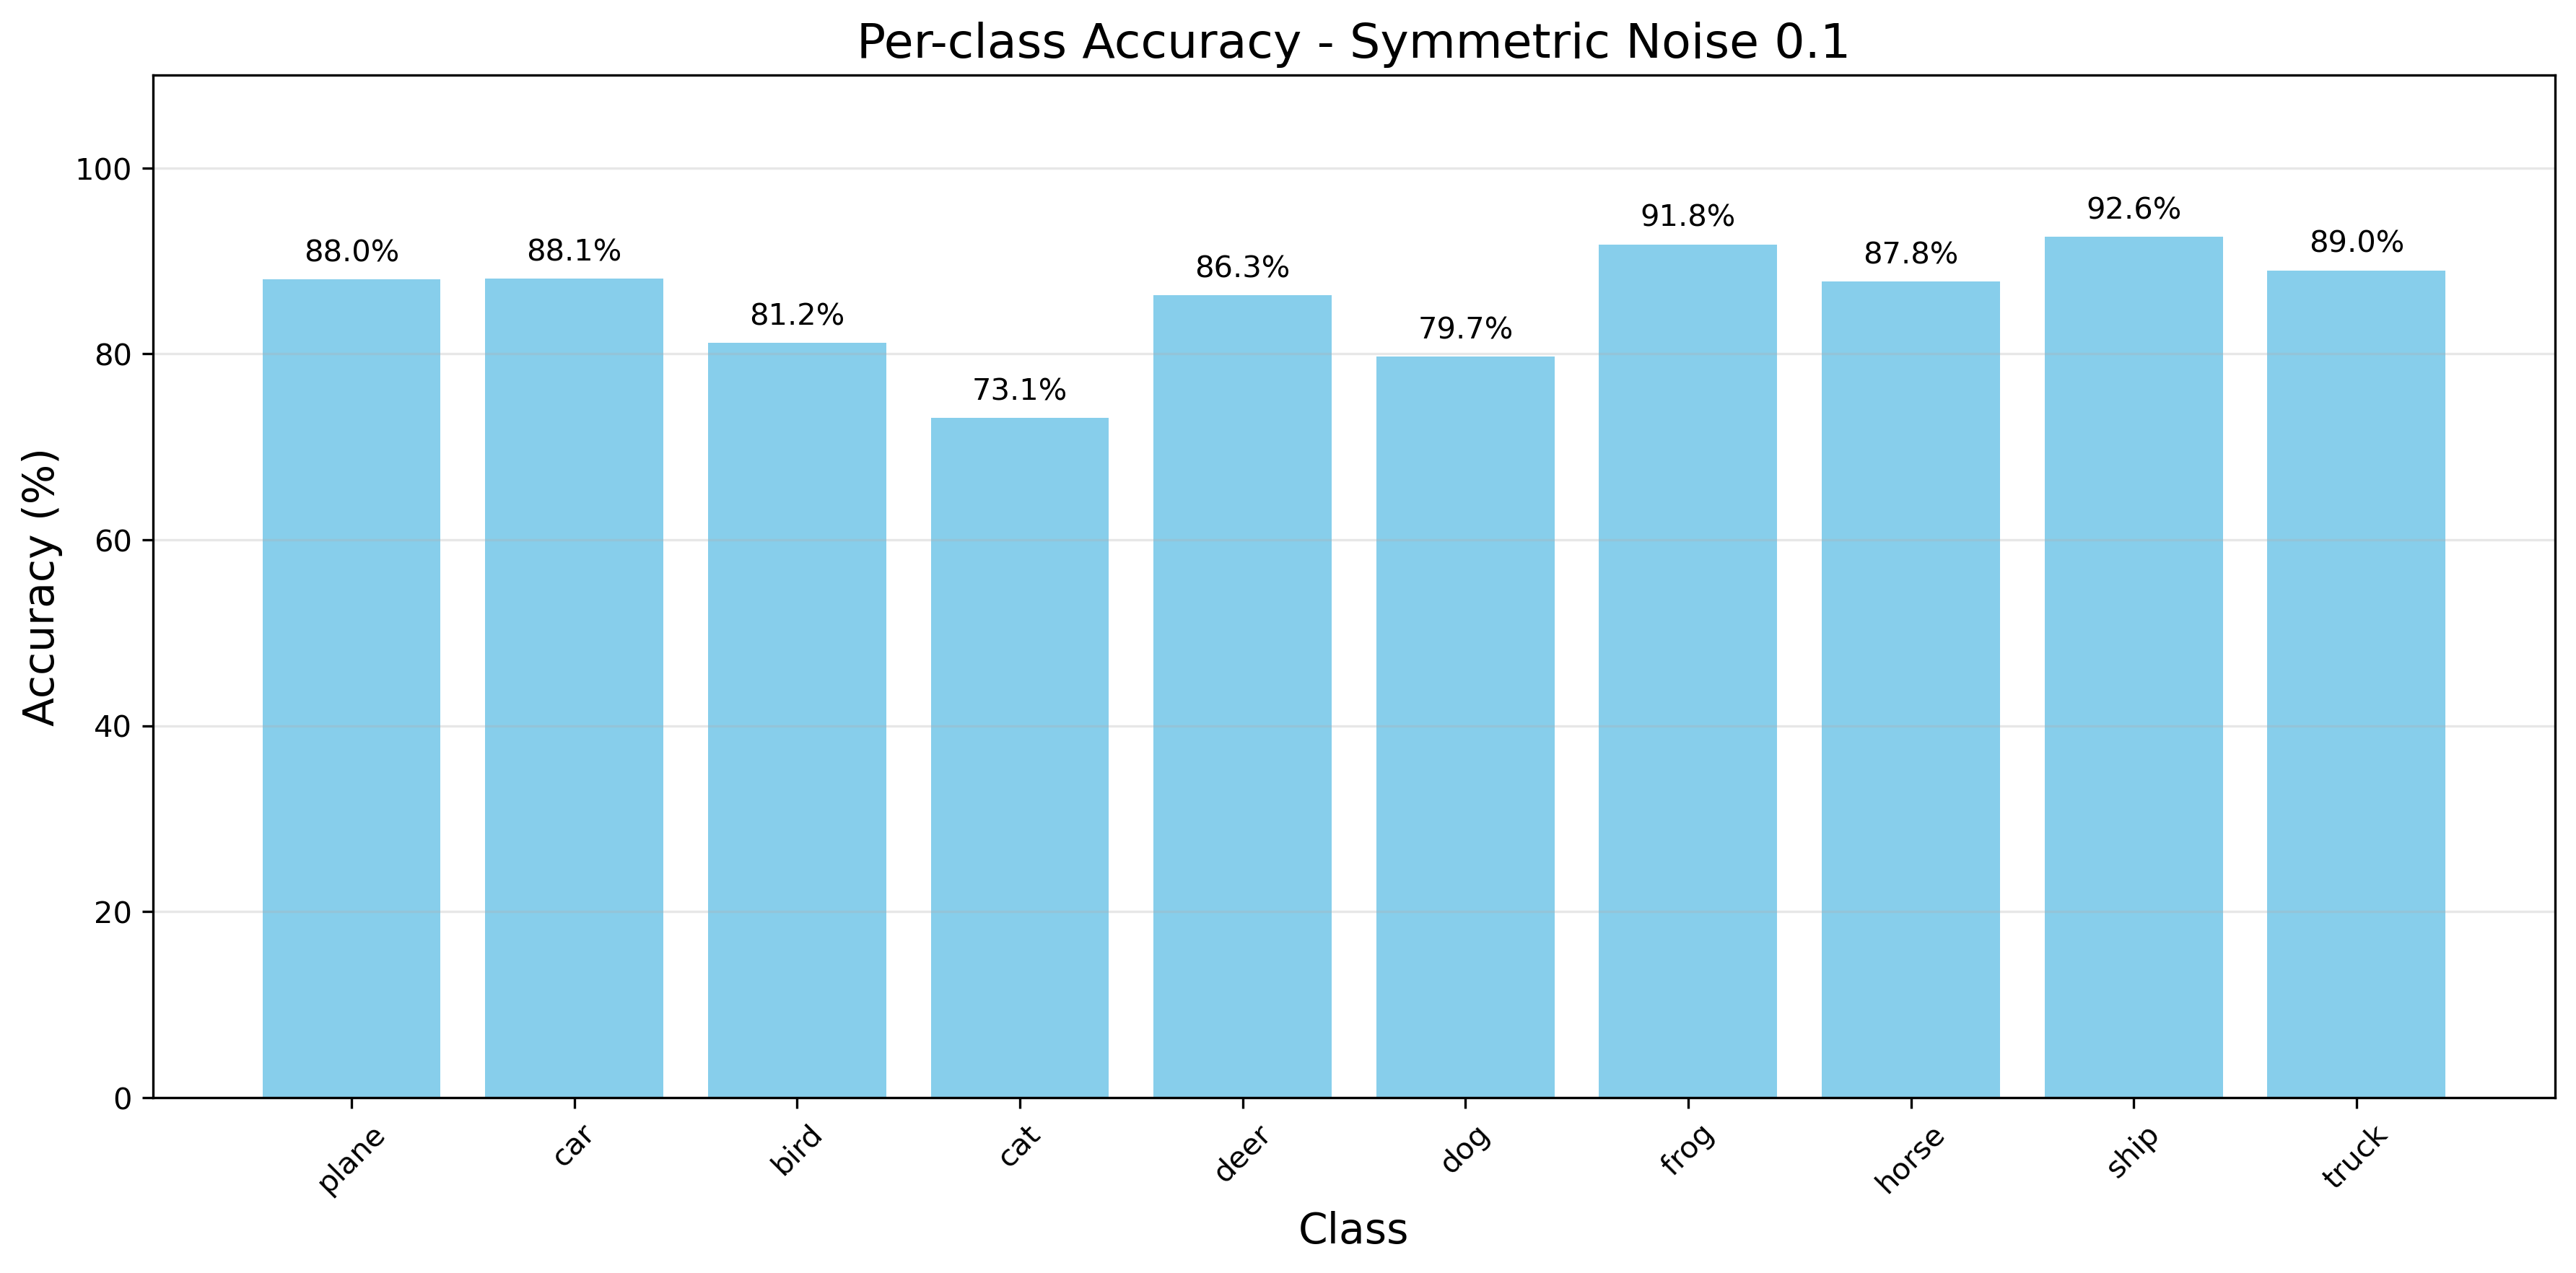 Per-class Accuracy - Symmetric Noise 0.1
Accuracy (%)
100
80
60
40
20
0
88.0%
88.1%
81.2%
73.1%
86.3%
79.7%
91.8%
87.8%
92.6%
89.0%
plane
car
bird
cat
deer
dog
frog
horse
ship
truck
Class